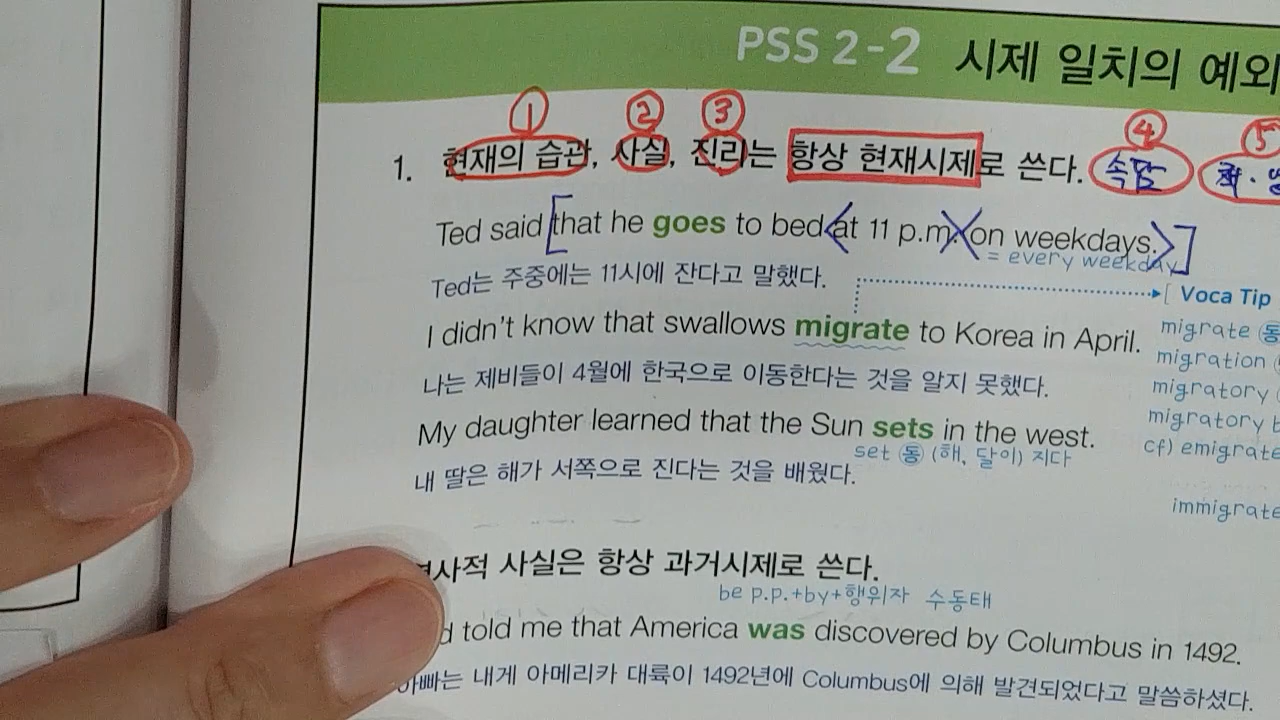 PSS 2-2 시제 일치의 예외
① ② ③ ④ ⑤
1. 현재의 습관, 사실, 진리는 항상 현재시제로 쓴다. 속담
Ted said [that he goes to bed <at 11 p.m.><on weekdays.>]
= every weekday
Ted는 주중에는 11시에 잔다고 말했다.
[ Voca Tip
I didn't know that swallows migrate to Korea in April.
migrate 동
migration
나는 제비들이 4월에 한국으로 이동한다는 것을 알지 못했다.
migratory
migratory
My daughter learned that the Sun sets in the west.
set 동 (해, 달이) 지다
cf) emigrate
내 딸은 해가 서쪽으로 진다는 것을 배웠다.
immigrate
사적 사실은 항상 과거시제로 쓴다.
be p.p.+by+행위자 수동태
d told me that America was discovered by Columbus in 1492.
아빠는 내게 아메리카 대륙이 1492년에 Columbus에 의해 발견되었다고 말씀하셨다.